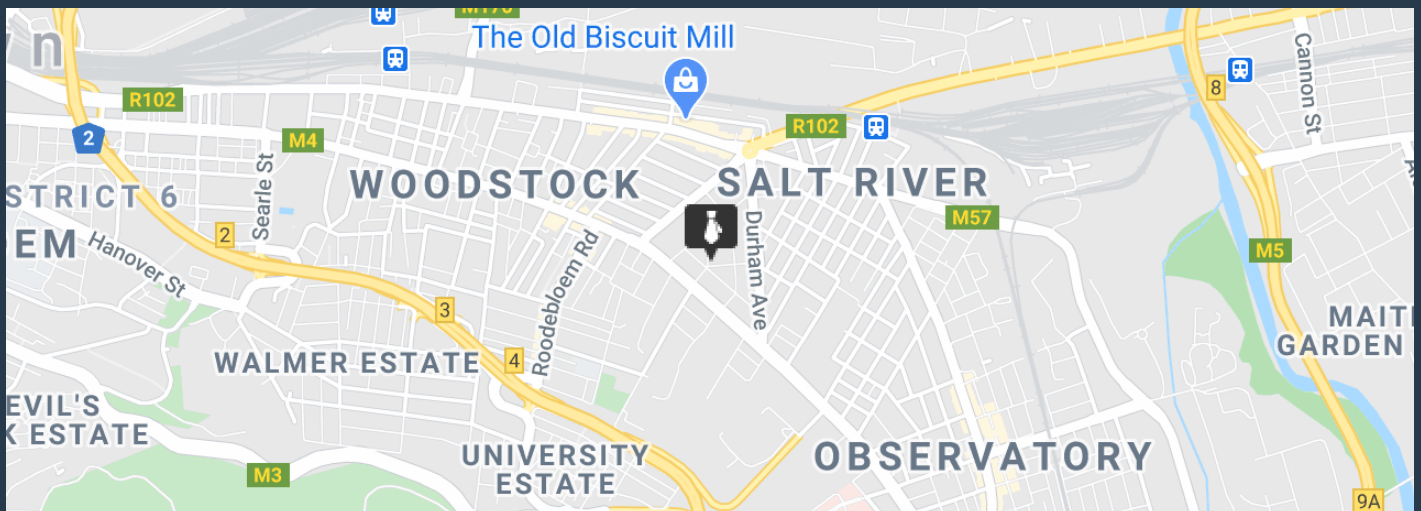 M176
The Old Biscuit Mill
n
R102
8
Cannon St
2
M4
R102
STRICT 6
Searle St
WOODSTOCK
SALT RIVER
M57
EM
Hanover St
2
Roodebloem Rd
Durham Ave
M5
3
WALMER ESTATE
4
MAITI
GARDEN
EVIL'S
K ESTATE
UNIVERSITY
ESTATE
OBSERVATORY
M3
9A